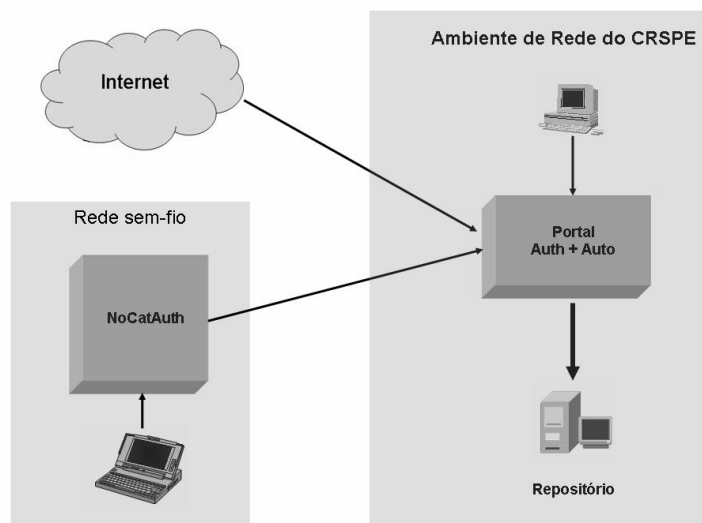 Ambiente de Rede do CRSPE
Internet
Rede sem-fio
Portal
Auth + Auto
NoCatAuth
Repositório